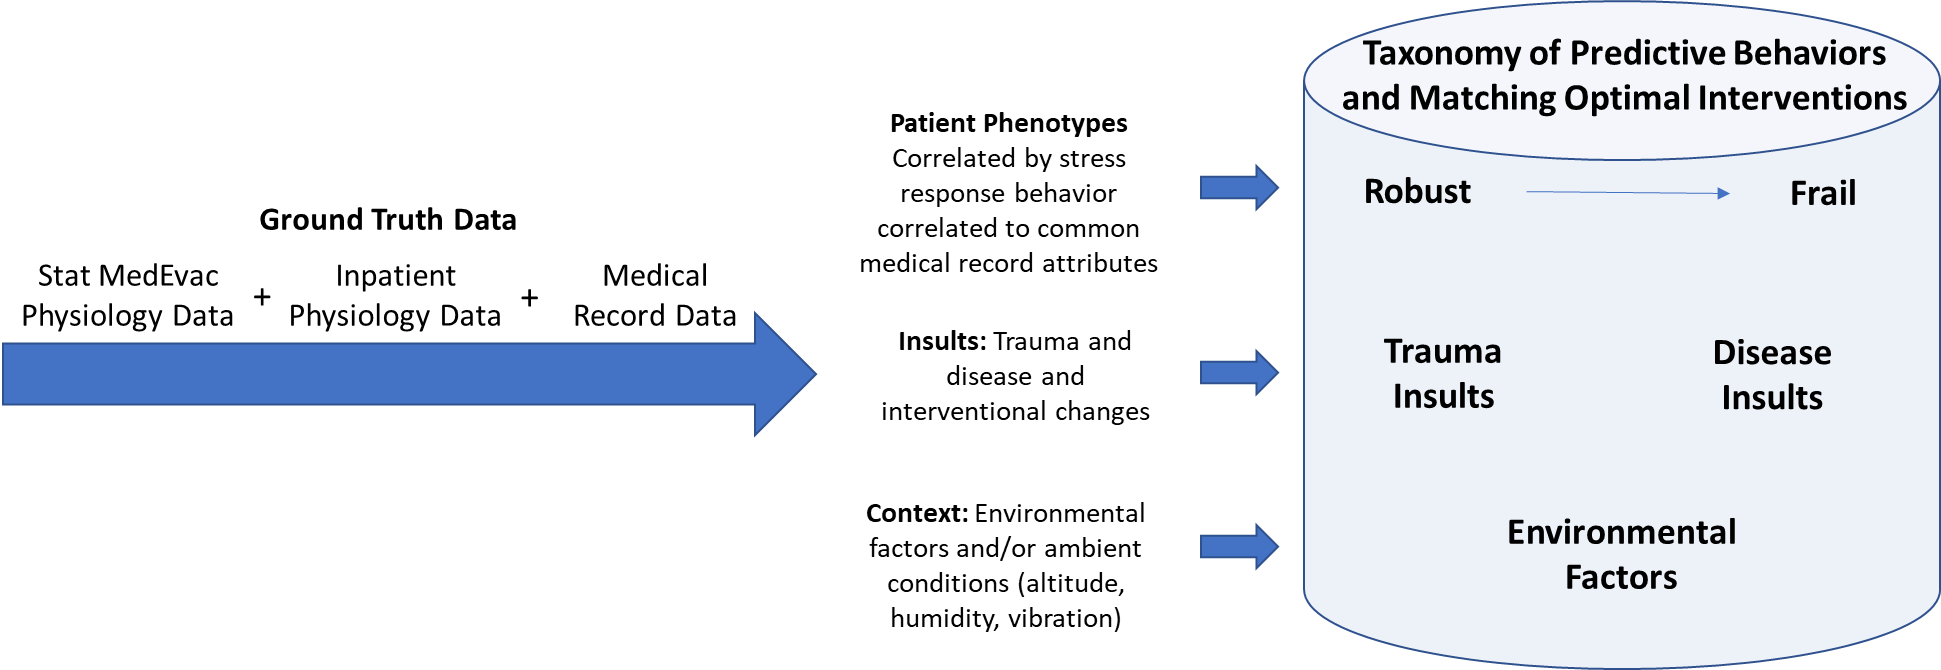 Ground Truth Data
Stat MedEvac
Physiology Data
+
Inpatient
Physiology Data
+
Medical
Record Data
Patient Phenotypes
Correlated by stress
response behavior
correlated to common
medical record attributes
Insults: Trauma and
disease and
interventional changes
Context: Environmental
factors and/or ambient
conditions (altitude,
humidity, vibration)
Taxonomy of Predictive Behaviors
and Matching Optimal Interventions
Robust
Frail
Trauma
Insults
Disease
Insults
Environmental
Factors